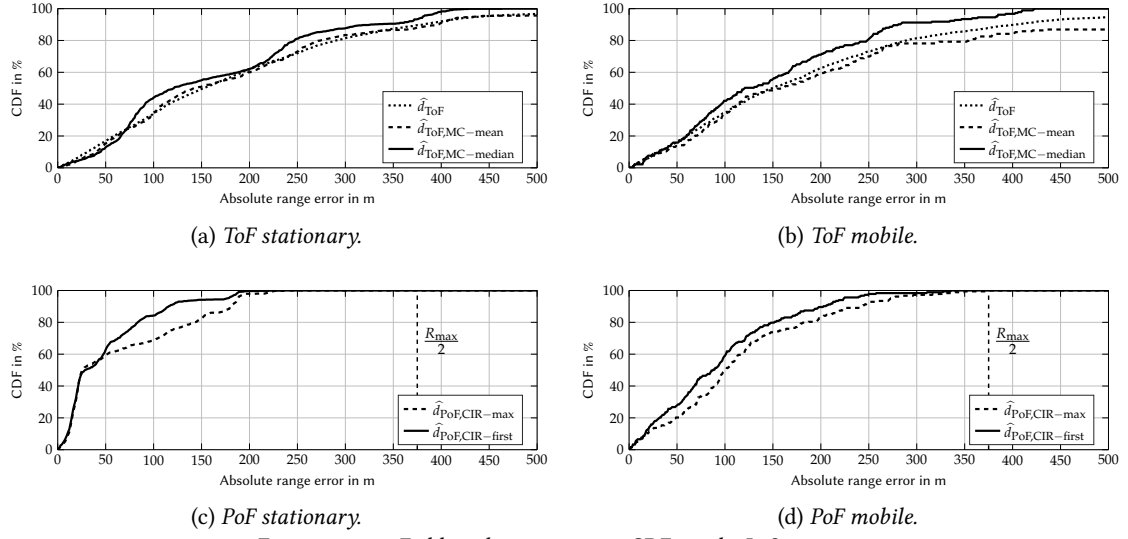 100
80
60
40
20
0
CDF in %
0 50 100 150 200 250 300 350 400 450 500
Absolute range error in m
d̂ToF
d̂ToF,MC−mean
d̂ToF,MC−median
(a) ToF stationary.
100
80
60
40
20
0
CDF in %
0 50 100 150 200 250 300 350 400 450 500
Absolute range error in m
d̂ToF
d̂ToF,MC−mean
d̂ToF,MC−median
(b) ToF mobile.
100
80
60
40
20
0
CDF in %
0 50 100 150 200 250 300 350 400 450 500
Absolute range error in m
Rmax
2
d̂PoF,CIR−max
d̂PoF,CIR−first
(c) PoF stationary.
100
80
60
40
20
0
CDF in %
0 50 100 150 200 250 300 350 400 450 500
Absolute range error in m
Rmax
2
d̂PoF,CIR−max
d̂PoF,CIR−first
(d) PoF mobile.